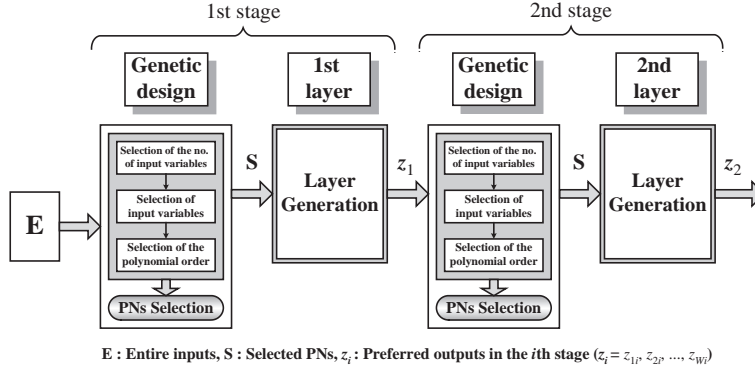 1st stage
2nd stage
Genetic design
1st layer
Genetic design
2nd layer
E
Selection of the no. of input variables
Selection of input variables
Selection of the polynomial order
PNs Selection
S
Layer Generation
z1
Selection of the no. of input variables
Selection of input variables
Selection of the polynomial order
PNs Selection
S
Layer Generation
z2
E : Entire inputs, S : Selected PNs, zi : Preferred outputs in the ith stage (zi = z1i, z2i, ..., zWi)